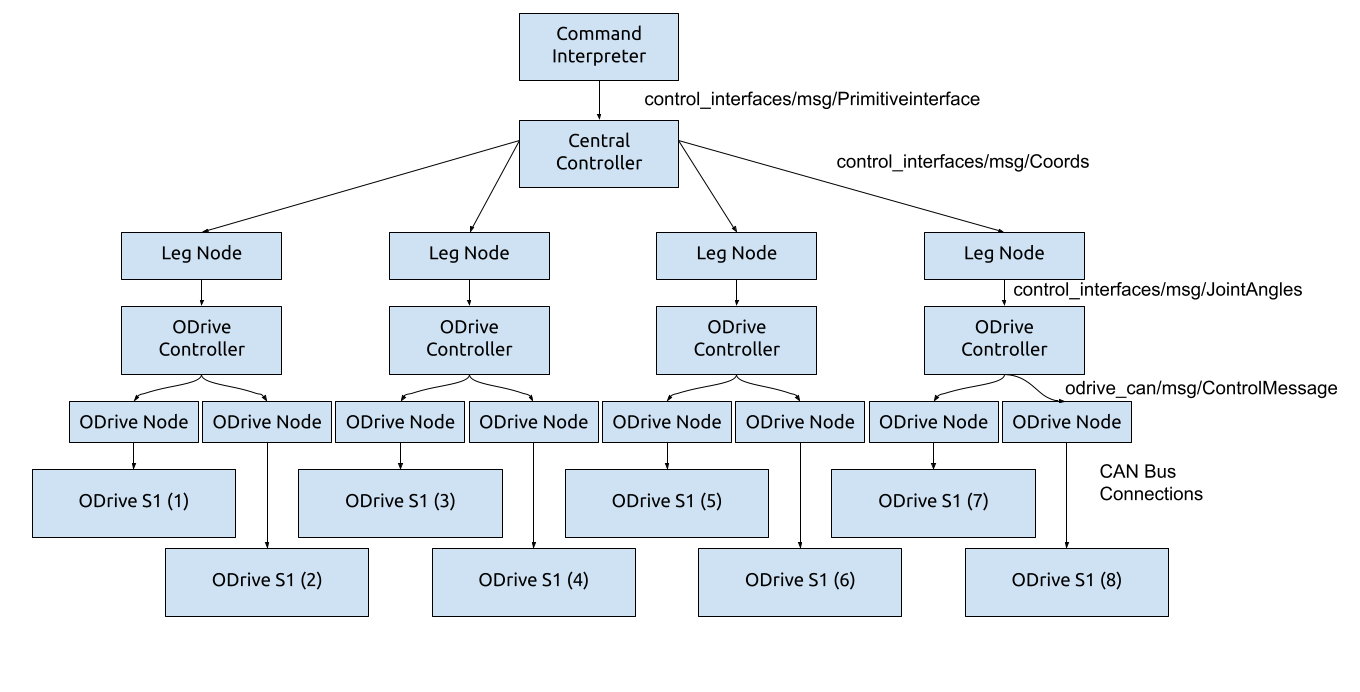 Command
Interpreter
control_interfaces/msg/Primitiveinterface
Central
Controller
control_interfaces/msg/Coords
Leg Node
Leg Node
Leg Node
Leg Node
control_interfaces/msg/JointAngles
ODrive
Controller
ODrive
Controller
ODrive
Controller
ODrive
Controller
odrive_can/msg/ControlMessage
ODrive Node
ODrive Node
ODrive Node
ODrive Node
ODrive Node
ODrive Node
ODrive Node
ODrive Node
CAN Bus
Connections
ODrive S1 (1)
ODrive S1 (3)
ODrive S1 (5)
ODrive S1 (7)
ODrive S1 (2)
ODrive S1 (4)
ODrive S1 (6)
ODrive S1 (8)